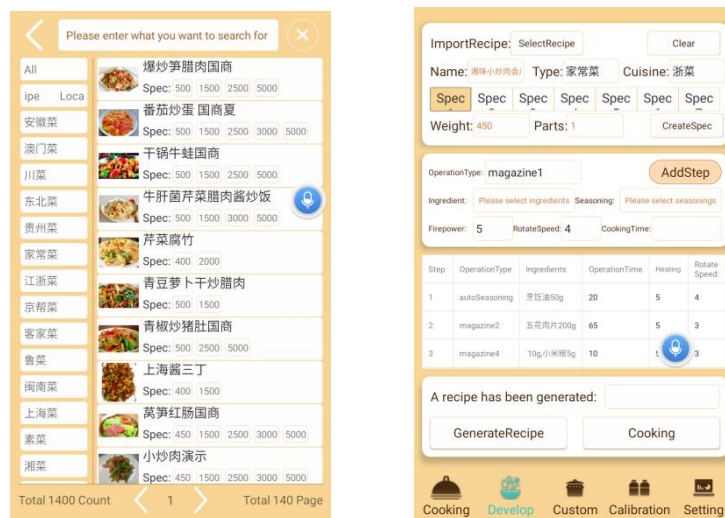 Please enter what you want to search for
All
ipe Loca
安徽菜
澳门菜
川菜
东北菜
贵州菜
家常菜
江浙菜
京帮菜
客家菜
鲁菜
闽南菜
上海菜
素菜
湘菜
爆炒笋腊肉国商
Spec: 500 1500 2500 5000
番茄炒蛋 国商夏
Spec: 500 1500 2500 3000 5000
干锅牛蛙国商
Spec: 500 1500 2500 5000
牛肝菌芹菜腊肉酱炒饭
Spec: 500 1500 3000 5000
芹菜腐竹
Spec: 400 2000
青豆萝卜干炒腊肉
Spec: 500 1500
青椒炒猪肚国商
Spec: 500 2500 5000
上海酱三丁
Spec: 400 1500
莴笋红肠国商
Spec: 450 1500 2500 3000 5000
小炒肉演示
Spec: 450 1500 2500 3000 5000
Total 1400 Count 1 Total 140 Page
ImportRecipe: SelectRecipe Clear
Name: 湘味小炒肉会 Type: 家常菜 Cuisine: 浙菜
Spec Spec Spec Spec Spec Spec Spec
Weight: 450 Parts: 1 CreateSpec
OperationType: magazine1 AddStep
Ingredient: Please select ingredients Seasoning: Please select seasonings
Firepower: 5 RotateSpeed: 4 CookingTime:
Step OperationType Ingredients OperationTime Heating Rotate Speed:
1 autoSeasoning 烹饪油50g 20 5 4
2 magazine2 五花肉片200g 65 5 3
3 magazine4 10g,小米椒5g 10 3
A recipe has been generated:
GenerateRecipe Cooking
Cooking Develop Custom Calibration Setting